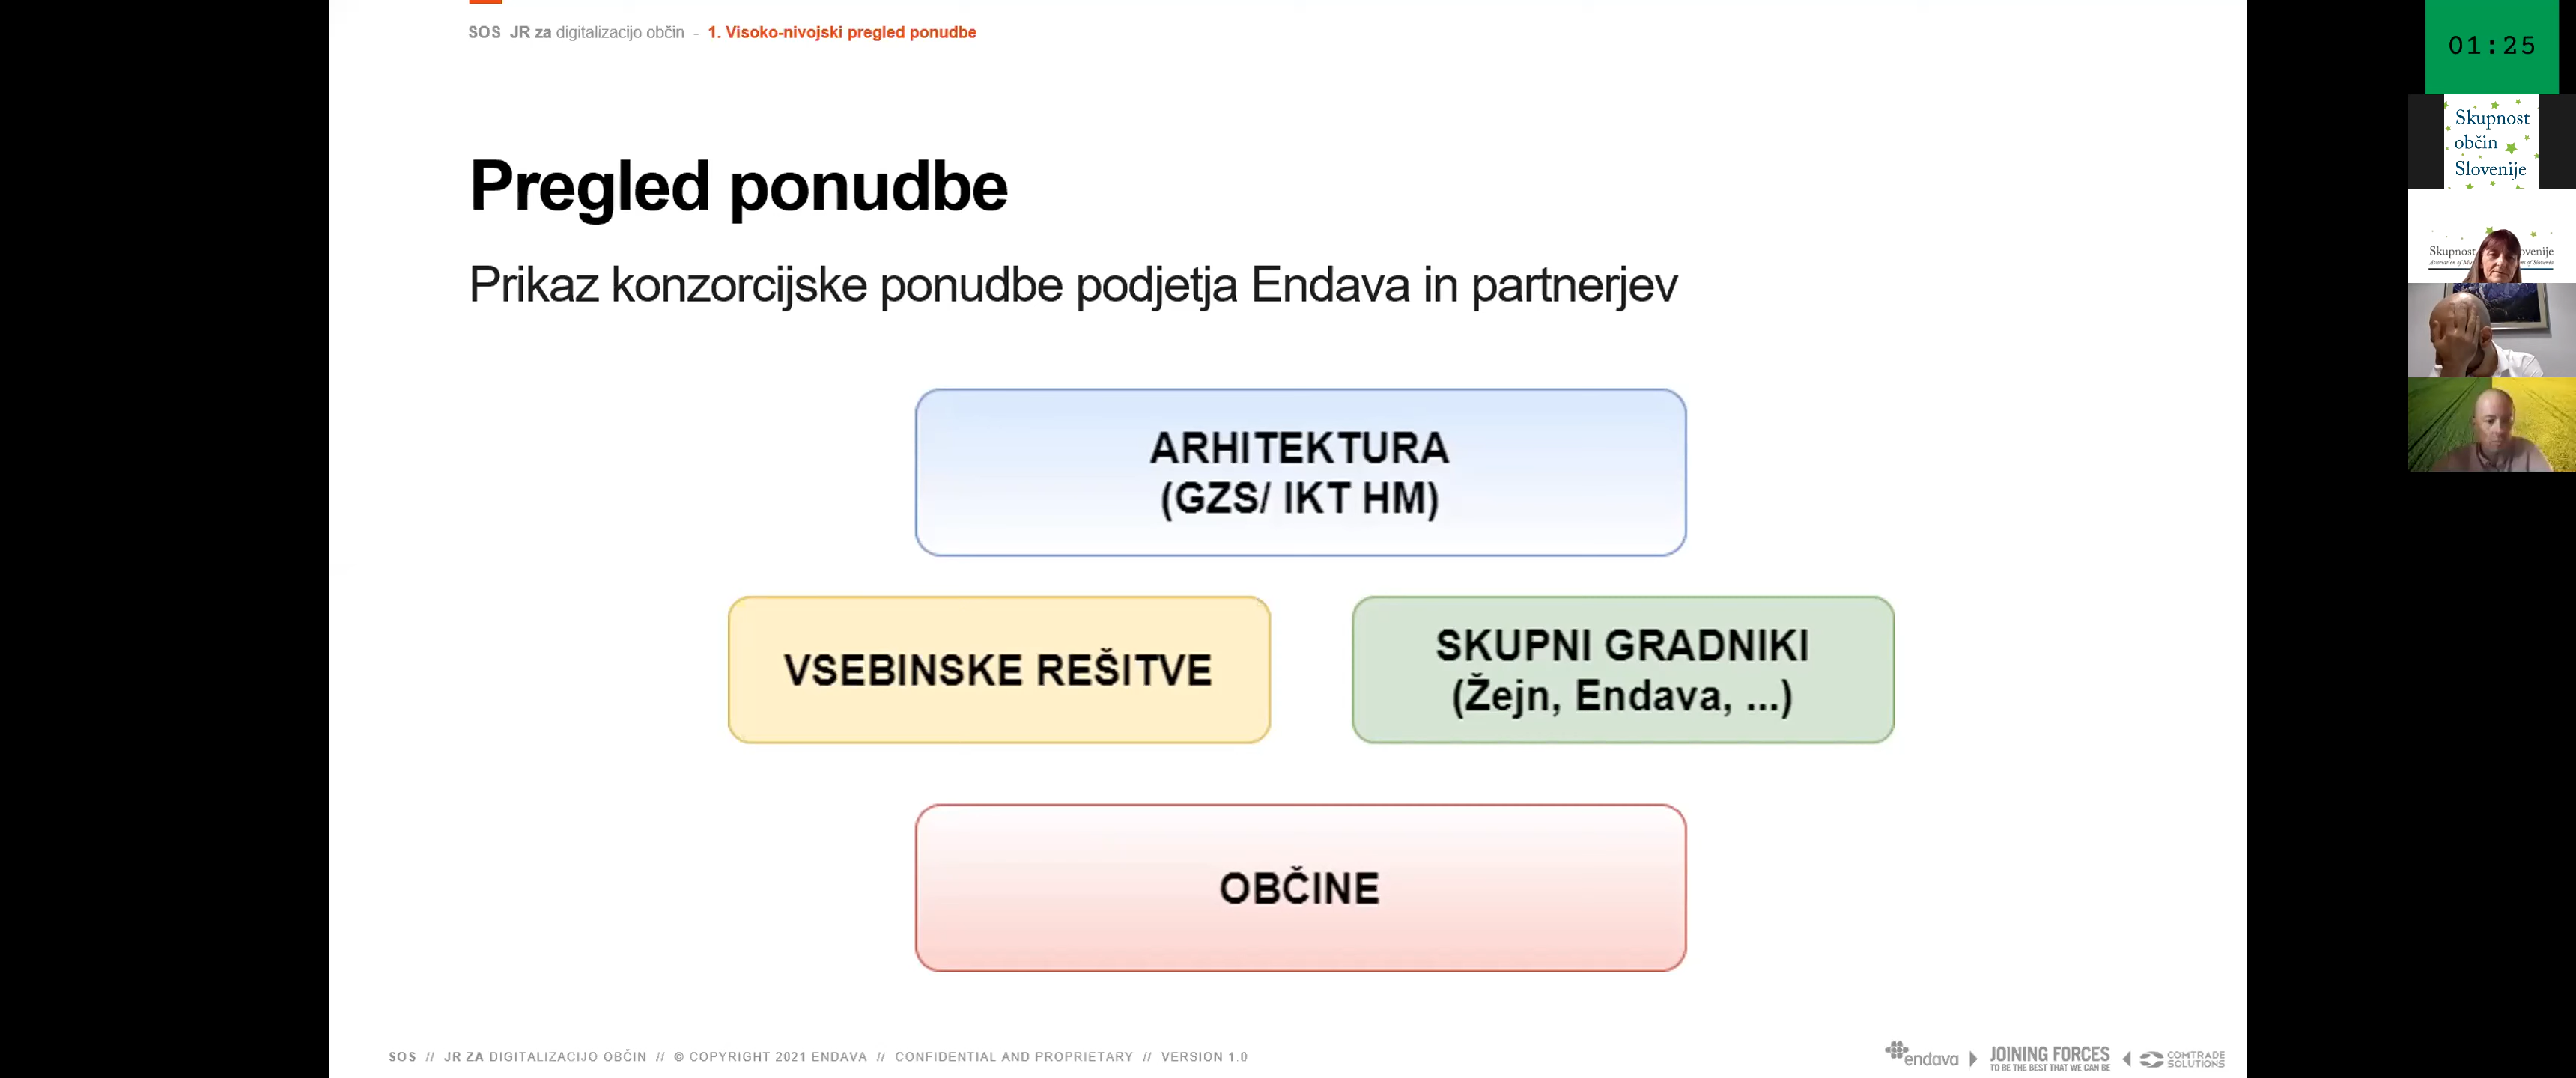 SOS JR za digitalizacijo občin - 1. Visoko-nivojski pregled ponudbe
Pregled ponudbe
Prikaz konzorcijske ponudbe podjetja Endava in partnerjev
ARHITEKTURA
(GZS/ IKT HM)
VSEBINSKE REŠITVE
SKUPNI GRADNIKI
(Žejn, Endava, ...)
OBČINE
SOS // JR ZA DIGITALIZACIJO OBČIN // © COPYRIGHT 2021 ENDAVA // CONFIDENTIAL AND PROPRIETARY // VERSION 1.0
endava
JOINING FORCES
TO BE THE BEST THAT WE CAN BE
COMTRADE
SOLUTIONS
01:25
Skupnost
občin
Slovenije
Skupnost